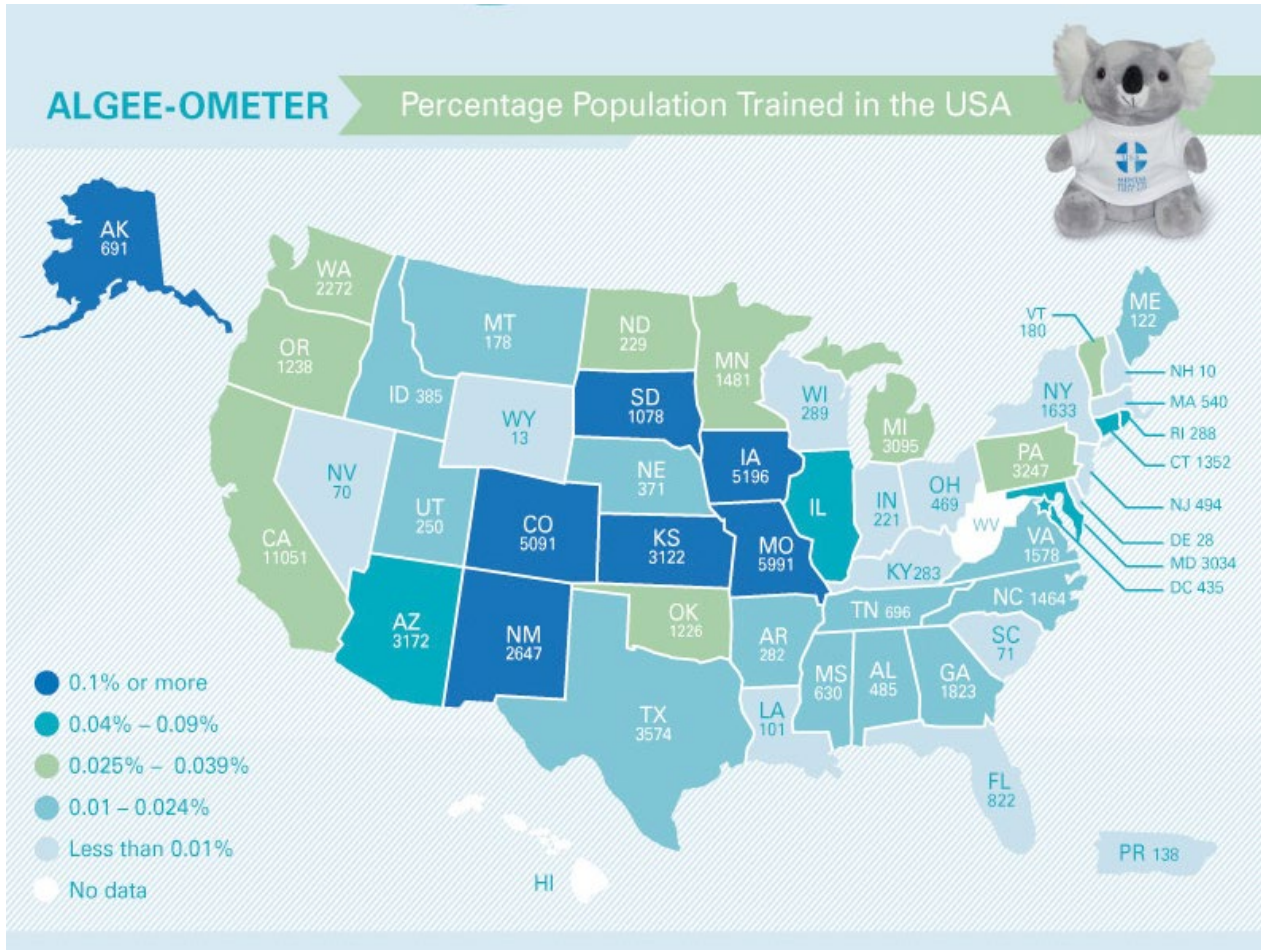 ALGEE-OMETER
Percentage Population Trained in the USA
AK
691
WA
2272
OR
1238
CA
11051
ID 385
NV
70
MT
178
WY
13
UT
250
AZ
3172
CO
5091
NM
2647
ND
229
SD
1078
NE
371
KS
3122
OK
1226
TX
3574
MN
1481
IA
5196
MO
5991
AR
282
LA
101
WI
289
IL
MI
3095
IN
221
OH
469
KY283
TN 696
MS
630
AL
485
GA
1823
FL
822
SC
71
NC 1464
VA
1578
WV
PA
3247
NY
1633
VT
180
ME
122
NH 10
MA 540
RI 288
CT 1352
NJ 494
DE 28
MD 3034
DC 435
HI
PR 138
0.1% or more
0.04% – 0.09%
0.025% – 0.039%
0.01 – 0.024%
Less than 0.01%
No data